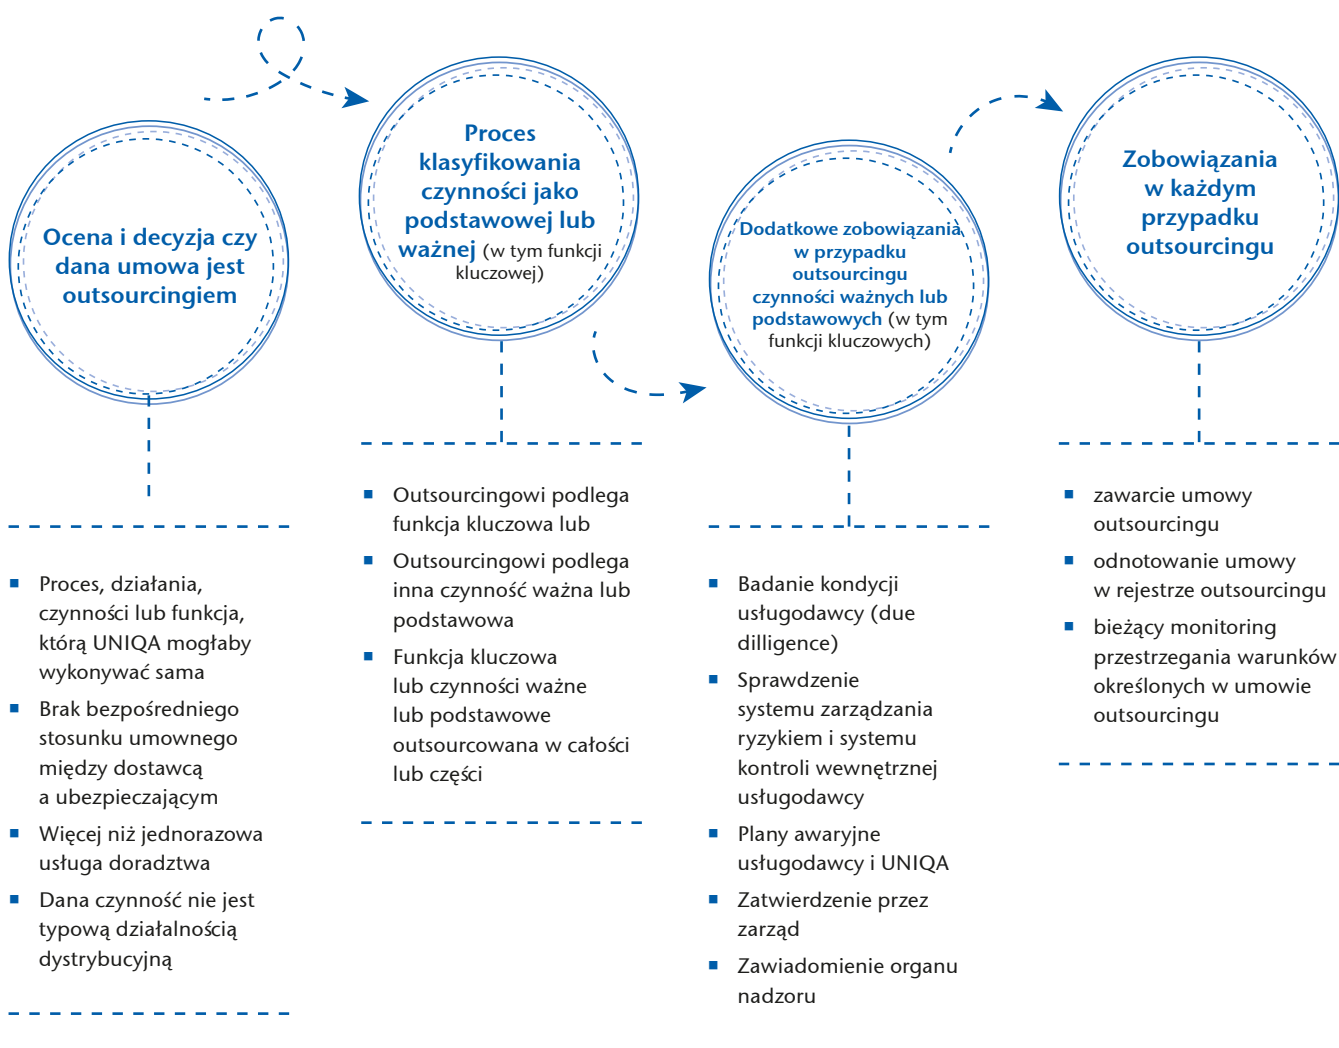 Ocena i decyzja czy
dana umowa jest
outsourcingiem
Proces, działania,
czynności lub funkcja,
którą UNIQA mogłaby
wykonywać sama
Brak bezpośredniego
stosunku umownego
między dostawcą
a ubezpieczającym
Więcej niż jednorazowa
usługa doradztwa
Dana czynność nie jest
typową działalnością
dystrybucyjną
Proces
klasyfikowania
czynności jako
podstawowej lub
ważnej (w tym funkcji
kluczowej)
Outsourcingowi podlega
funkcja kluczowa lub
Outsourcingowi podlega
inna czynność ważna lub
podstawowa
Funkcja kluczowa
lub czynności ważne
lub podstawowe
outsourcowana w całości
lub części
Dodatkowe zobowiązania
w przypadku
outsourcingu
czynności ważnych lub
podstawowych (w tym
funkcji kluczowych)
Badanie kondycji
usługodawcy (due
dilligence)
Sprawdzenie
systemu zarządzania
ryzykiem i systemu
kontroli wewnętrznej
usługodawcy
Plany awaryjne
usługodawcy i UNIQA
Zatwierdzenie przez
zarząd
Zawiadomienie organu
nadzoru
Zobowiązania
w każdym
przypadku
outsourcingu
zawarcie umowy
outsourcingu
odnotowanie umowy
w rejestrze outsourcingu
bieżący monitoring
przestrzegania warunków
określonych w umowie
outsourcingu